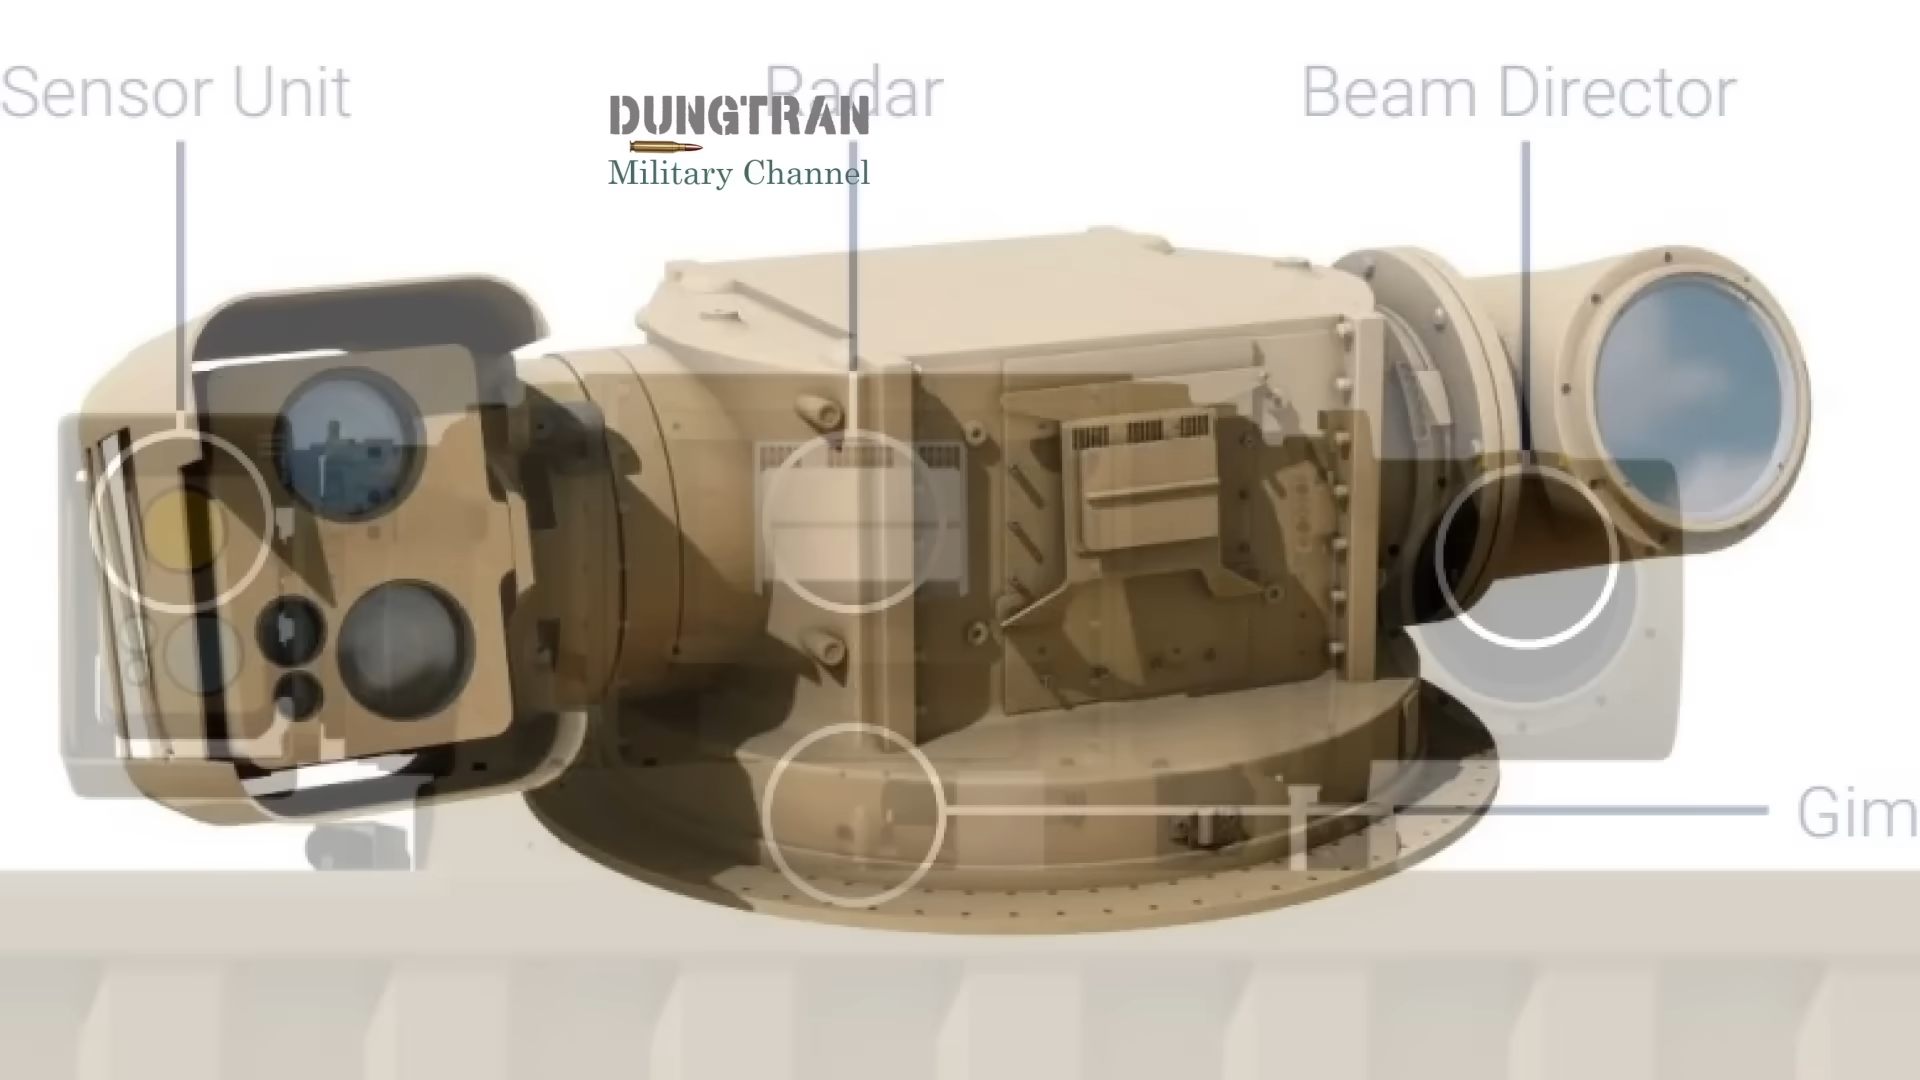 Sensor Unit
Radar
Beam Director
DUNGTRAN
Military Channel
Gim